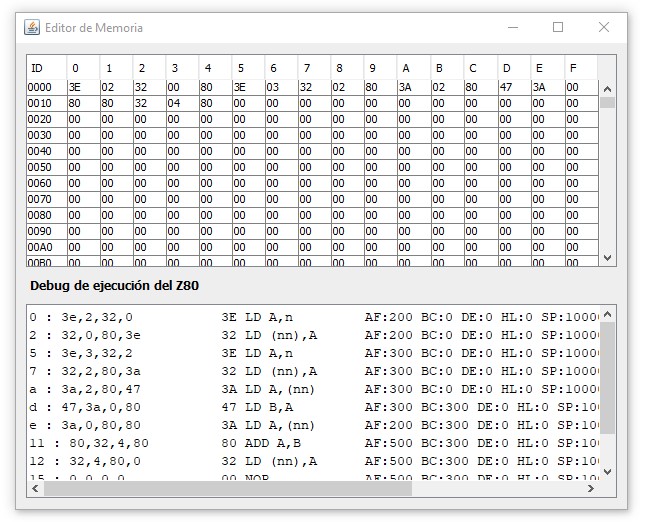 Editor de Memoria
ID 0 1 2 3 4 5 6 7 8 9 A B C D E F
0000 3E 02 32 00 80 3E 03 32 02 80 3A 02 80 47 3A 00
0010 80 80 32 04 80 00 00 00 00 00 00 00 00 00 00 00
0020 00 00 00 00 00 00 00 00 00 00 00 00 00 00 00 00
0030 00 00 00 00 00 00 00 00 00 00 00 00 00 00 00 00
0040 00 00 00 00 00 00 00 00 00 00 00 00 00 00 00 00
0050 00 00 00 00 00 00 00 00 00 00 00 00 00 00 00 00
0060 00 00 00 00 00 00 00 00 00 00 00 00 00 00 00 00
0070 00 00 00 00 00 00 00 00 00 00 00 00 00 00 00 00
0080 00 00 00 00 00 00 00 00 00 00 00 00 00 00 00 00
0090 00 00 00 00 00 00 00 00 00 00 00 00 00 00 00 00
00A0 00 00 00 00 00 00 00 00 00 00 00 00 00 00 00 00
00B0 00 00 00 00 00 00 00 00 00 00 00 00 00 00 00 00
Debug de ejecución del Z80
0 : 3e,2,32,0 3E LD A,n AF:200 BC:0 DE:0 HL:0 SP:10000
2 : 32,0,80,3e 32 LD (nn),A AF:200 BC:0 DE:0 HL:0 SP:10000
5 : 3e,3,32,2 3E LD A,n AF:300 BC:0 DE:0 HL:0 SP:10000
7 : 32,2,80,3a 32 LD (nn),A AF:300 BC:0 DE:0 HL:0 SP:10000
a : 3a,2,80,47 3A LD A,(nn) AF:300 BC:0 DE:0 HL:0 SP:10000
d : 47,3a,0,80 47 LD B,A AF:300 BC:300 DE:0 HL:0 SP:100
e : 3a,0,80,80 3A LD A,(nn) AF:200 BC:300 DE:0 HL:0 SP:100
11 : 80,32,4,80 80 ADD A,B AF:500 BC:300 DE:0 HL:0 SP:100
12 : 32,4,80,0 32 LD (nn),A AF:500 BC:300 DE:0 HL:0 SP:100
15 : 0,0,0,0 00 NOP AF:500 BC:300 DE:0 HL:0 SP:100